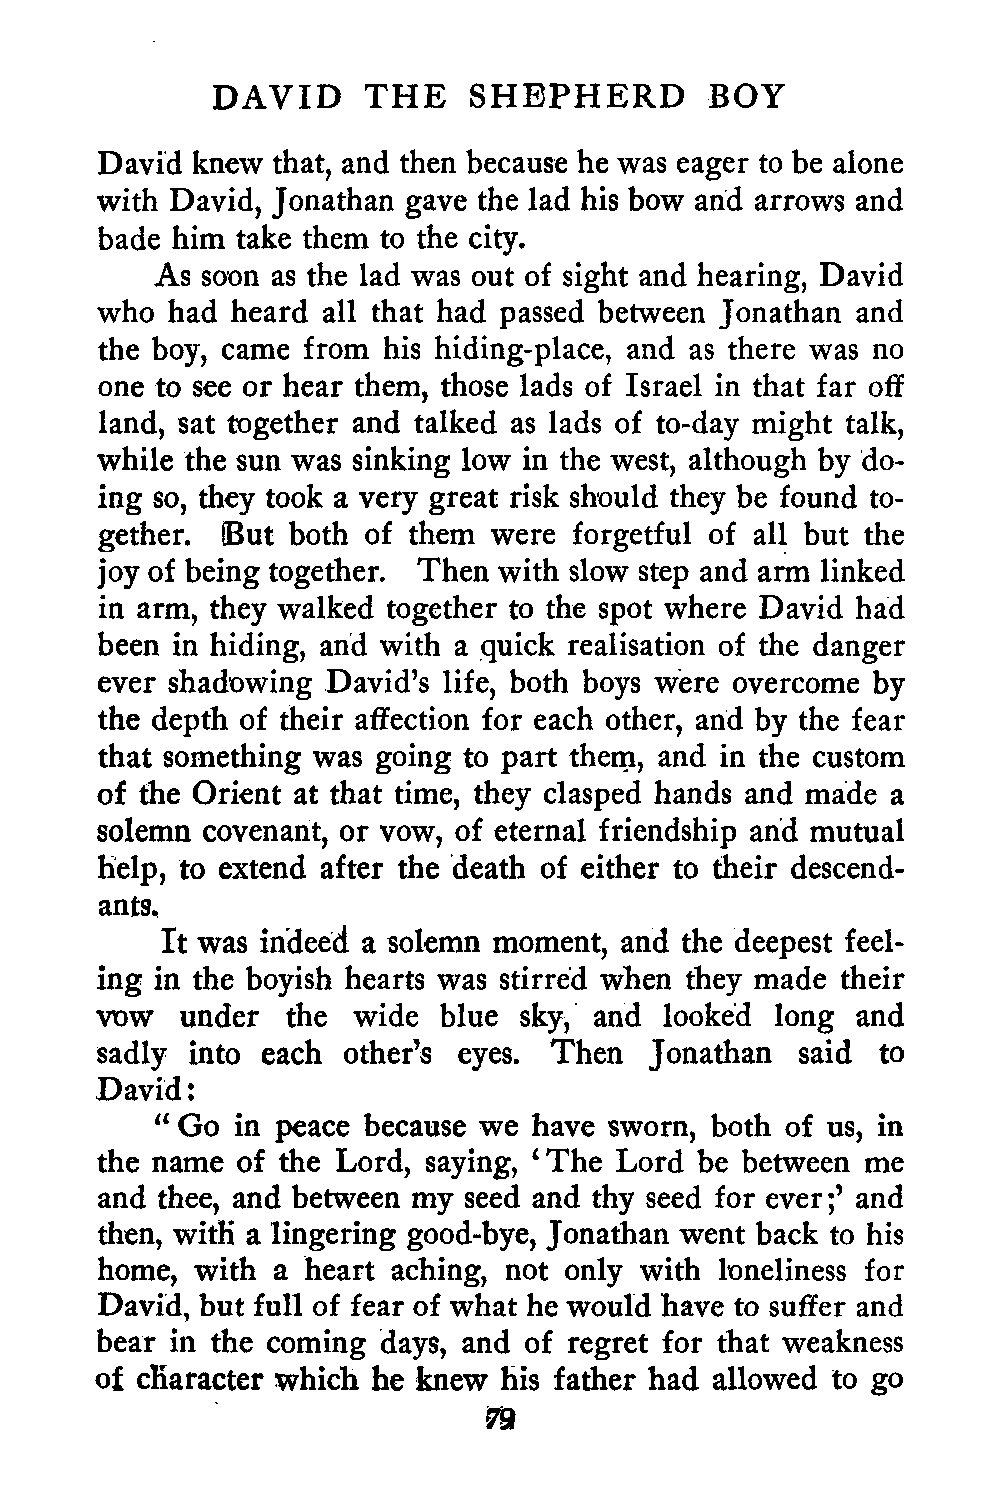 DAVID THE SHEPHERD BOY
David knew that, and then because he was eager to be alone
with David, Jonathan gave the lad his bow and arrows and
bade him take them to the city.
As soon as the lad was out of sight and hearing, David
who had heard all that had passed between Jonathan and
the boy, came from his hiding-place, and as there was no
one to see or hear them, those lads of Israel in that far off
land, sat together and talked as lads of to-day might talk,
while the sun was sinking low in the west, although by do-
ing so, they took a very great risk should they be found to-
gether. But both of them were forgetful of all but the
joy of being together. Then with slow step and arm linked
in arm, they walked together to the spot where David had
been in hiding, and with a quick realisation of the danger
ever shadowing David's life, both boys were overcome by
the depth of their affection for each other, and by the fear
that something was going to part them, and in the custom
of the Orient at that time, they clasped hands and made a
solemn covenant, or vow, of eternal friendship and mutual
help, to extend after the death of either to their descend-
ants.
It was indeed a solemn moment, and the deepest feel-
ing in the boyish hearts was stirred when they made their
vow under the wide blue sky, and looked long and
sadly into each other's eyes. Then Jonathan said to
David:
“Go in peace because we have sworn, both of us, in
the name of the Lord, saying, ‘The Lord be between me
and thee, and between my seed and thy seed for ever;’ and
then, with a lingering good-bye, Jonathan went back to his
home, with a heart aching, not only with loneliness for
David, but full of fear of what he would have to suffer and
bear in the coming days, and of regret for that weakness
of character which he knew his father had allowed to go
79